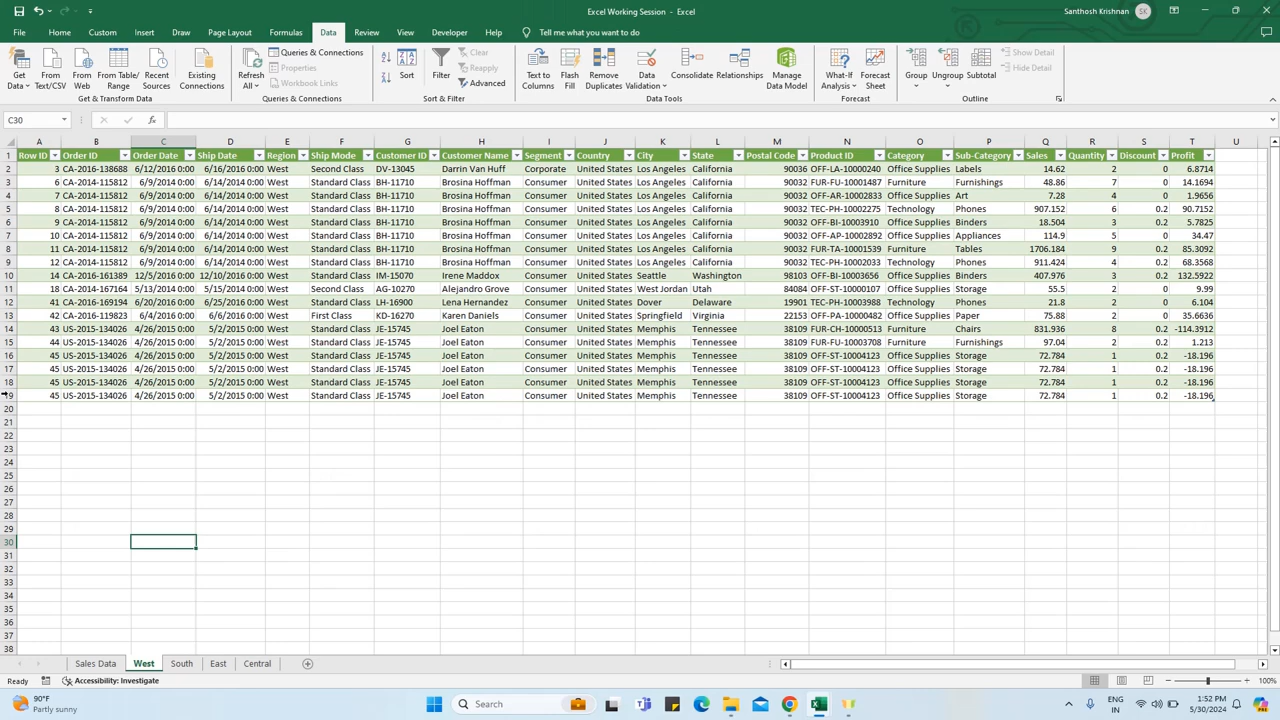 Excel Working Session - Excel
Santhosh Krishnan SK
File Home Custom Insert Draw Page Layout Formulas Data Review View Developer Help Tell me what you want to do
Get Data From Text/CSV From Web From Table/Range Recent Sources Existing Connections
Get & Transform Data
Refresh All Queries & Connections Properties Workbook Links
Queries & Connections
Sort Filter Clear Reapply Advanced
Sort & Filter
Text to Columns Flash Fill Remove Duplicates Data Validation Consolidate Relationships Manage Data Model
Data Tools
What-If Analysis Forecast Sheet
Forecast
Group Ungroup Subtotal Show Detail Hide Detail
Outline
C30 fx
A B C D E F G H I J K L M N O P Q R S T U
1 Row ID Order ID Order Date Ship Date Region Ship Mode Customer ID Customer Name Segment Country City State Postal Code Product ID Category Sub-Category Sales Quantity Discount Profit
2 3 CA-2016-138688 6/12/2016 0:00 6/16/2016 0:00 West Second Class DV-13045 Darrin Van Huff Corporate United States Los Angeles California 90036 OFF-LA-10000240 Office Supplies Labels 14.62 2 0 6.8714
3 6 CA-2014-115812 6/9/2014 0:00 6/14/2014 0:00 West Standard Class BH-11710 Brosina Hoffman Consumer United States Los Angeles California 90032 FUR-FU-10001487 Furniture Furnishings 48.86 7 0 14.1694
4 7 CA-2014-115812 6/9/2014 0:00 6/14/2014 0:00 West Standard Class BH-11710 Brosina Hoffman Consumer United States Los Angeles California 90032 OFF-AR-10002833 Office Supplies Art 7.28 4 0 1.9656
5 8 CA-2014-115812 6/9/2014 0:00 6/14/2014 0:00 West Standard Class BH-11710 Brosina Hoffman Consumer United States Los Angeles California 90032 TEC-PH-10002275 Technology Phones 907.152 6 0.2 90.7152
6 9 CA-2014-115812 6/9/2014 0:00 6/14/2014 0:00 West Standard Class BH-11710 Brosina Hoffman Consumer United States Los Angeles California 90032 OFF-BI-10003910 Office Supplies Binders 18.504 3 0.2 5.7825
7 10 CA-2014-115812 6/9/2014 0:00 6/14/2014 0:00 West Standard Class BH-11710 Brosina Hoffman Consumer United States Los Angeles California 90032 OFF-AP-10002892 Office Supplies Appliances 114.9 5 0 34.47
8 11 CA-2014-115812 6/9/2014 0:00 6/14/2014 0:00 West Standard Class BH-11710 Brosina Hoffman Consumer United States Los Angeles California 90032 FUR-TA-10001539 Furniture Tables 1706.184 9 0.2 85.3092
9 12 CA-2014-115812 6/9/2014 0:00 6/14/2014 0:00 West Standard Class BH-11710 Brosina Hoffman Consumer United States Los Angeles California 90032 TEC-PH-10002033 Technology Phones 911.424 4 0.2 68.3568
10 14 CA-2016-161389 12/5/2016 0:00 12/10/2016 0:00 West Standard Class IM-15070 Irene Maddox Consumer United States Seattle Washington 98103 OFF-BI-10003656 Office Supplies Binders 407.976 3 0.2 132.5922
11 18 CA-2014-167164 5/13/2014 0:00 5/15/2014 0:00 West Second Class AG-10270 Alejandro Grove Consumer United States West Jordan Utah 84084 OFF-ST-10000107 Office Supplies Storage 55.5 2 0 9.99
12 41 CA-2016-169194 6/20/2016 0:00 6/25/2016 0:00 West Standard Class LH-16900 Lena Hernandez Consumer United States Dover Delaware 19901 TEC-PH-10003988 Technology Phones 21.8 2 0 6.104
13 42 CA-2016-119823 6/4/2016 0:00 6/6/2016 0:00 West First Class KD-16270 Karen Daniels Consumer United States Springfield Virginia 22153 OFF-PA-10000482 Office Supplies Paper 75.88 2 0 35.6636
14 43 US-2015-134026 4/26/2015 0:00 5/2/2015 0:00 West Standard Class JE-15745 Joel Eaton Consumer United States Memphis Tennessee 38109 FUR-CH-10000513 Furniture Chairs 831.936 8 0.2 -114.3912
15 44 US-2015-134026 4/26/2015 0:00 5/2/2015 0:00 West Standard Class JE-15745 Joel Eaton Consumer United States Memphis Tennessee 38109 FUR-FU-10003708 Furniture Furnishings 97.04 2 0.2 1.213
16 45 US-2015-134026 4/26/2015 0:00 5/2/2015 0:00 West Standard Class JE-15745 Joel Eaton Consumer United States Memphis Tennessee 38109 OFF-ST-10004123 Office Supplies Storage 72.784 1 0.2 -18.196
17 45 US-2015-134026 4/26/2015 0:00 5/2/2015 0:00 West Standard Class JE-15745 Joel Eaton Consumer United States Memphis Tennessee 38109 OFF-ST-10004123 Office Supplies Storage 72.784 1 0.2 -18.196
18 45 US-2015-134026 4/26/2015 0:00 5/2/2015 0:00 West Standard Class JE-15745 Joel Eaton Consumer United States Memphis Tennessee 38109 OFF-ST-10004123 Office Supplies Storage 72.784 1 0.2 -18.196
19 45 US-2015-134026 4/26/2015 0:00 5/2/2015 0:00 West Standard Class JE-15745 Joel Eaton Consumer United States Memphis Tennessee 38109 OFF-ST-10004123 Office Supplies Storage 72.784 1 0.2 -18.196
20
21
22
23
24
25
26
27
28
29
30
31
32
33
34
35
36
37
38
Sales Data West South East Central
Ready Accessibility: Investigate 100%
90°F
Partly sunny
Search
ENG
IN
1:52 PM
5/30/2024